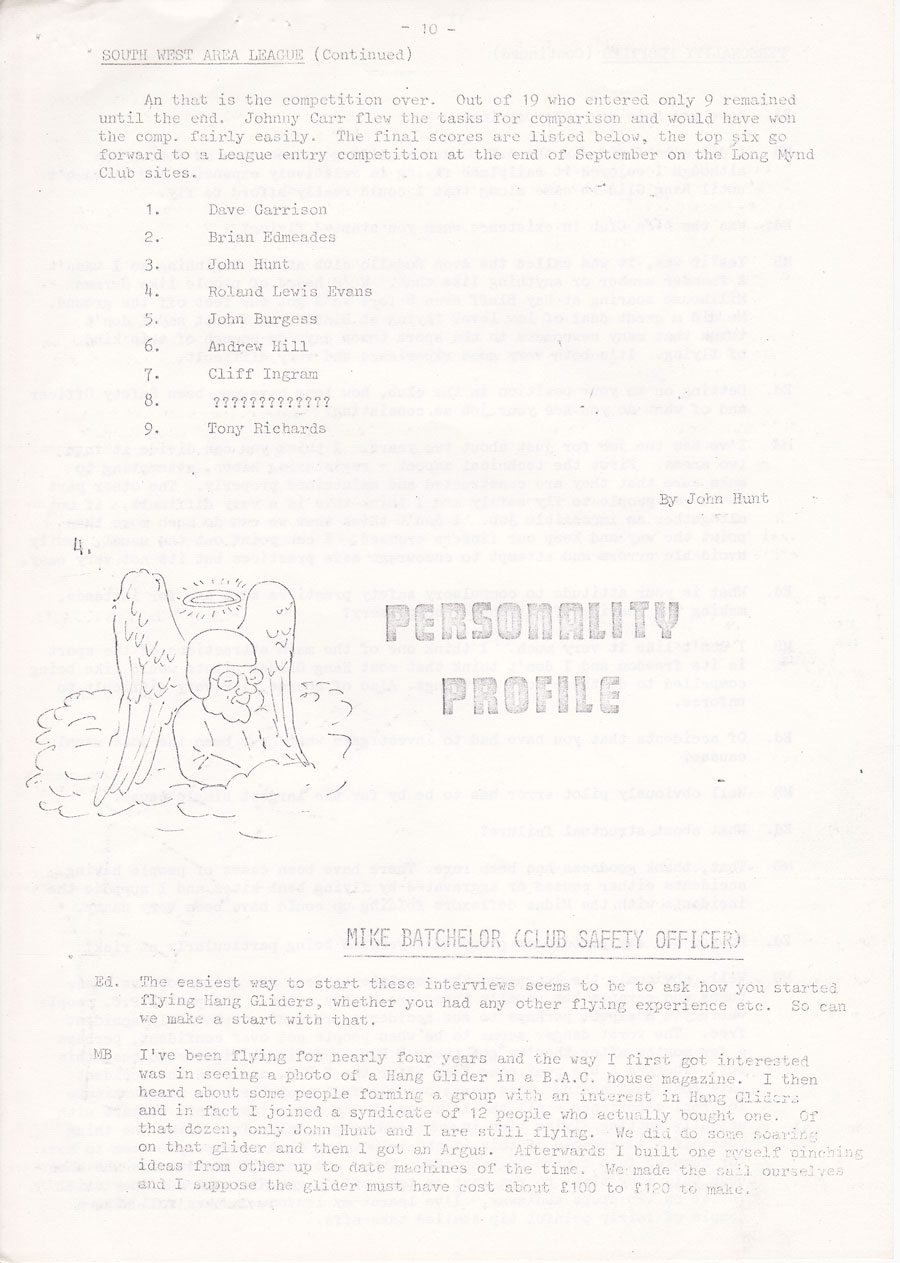 - 10 -
SOUTH WEST AREA LEAGUE (Continued)
An that is the competition over. Out of 19 who entered only 9 remained
until the end. Johnny Carr flew the tasks for comparison and would have won
the comp. fairly easily. The final scores are listed below, the top six go
forward to a League entry competition at the end of September on the Long Mynd
Club sites.
1. Dave Garrison
2. Brian Edmeades
3. John Hunt
4. Roland Lewis Evans
5. John Burgess
6. Andrew Hill
7. Cliff Ingram
8. ?????????????
9. Tony Richards
By John Hunt
4.
PERSONALITY
PROFILE
MIKE BATCHELOR (CLUB SAFETY OFFICER)
Ed. The easiest way to start these interviews seems to be to ask how you started
flying Hang Gliders, whether you had any other flying experience etc. So can
we make a start with that.
MB I've been flying for nearly four years and the way I first got interested
was in seeing a photo of a Hang Glider in a B.A.C. house magazine. I then
heard about some people forming a group with an interest in Hang Gliders
and in fact I joined a syndicate of 12 people who actually bought one. Of
that dozen, only John Hunt and I are still flying. We did do some soaring
on that glider and then I got an Argus. Afterwards I built one myself pinching
ideas from other up to date machines of the time. We made the sail ourselves
and I suppose the glider must have cost about £100 to £120 to make.